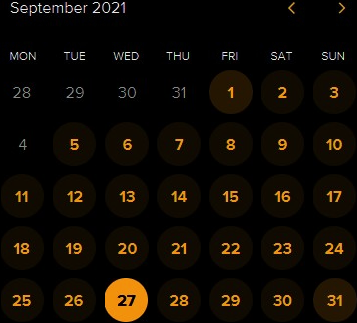 September 2021
MON TUE WED THU FRI SAT SUN
28 29 30 31 1 2 3
4 5 6 7 8 9 10
11 12 13 14 15 16 17
18 19 20 21 22 23 24
25 26 27 28 29 30 31